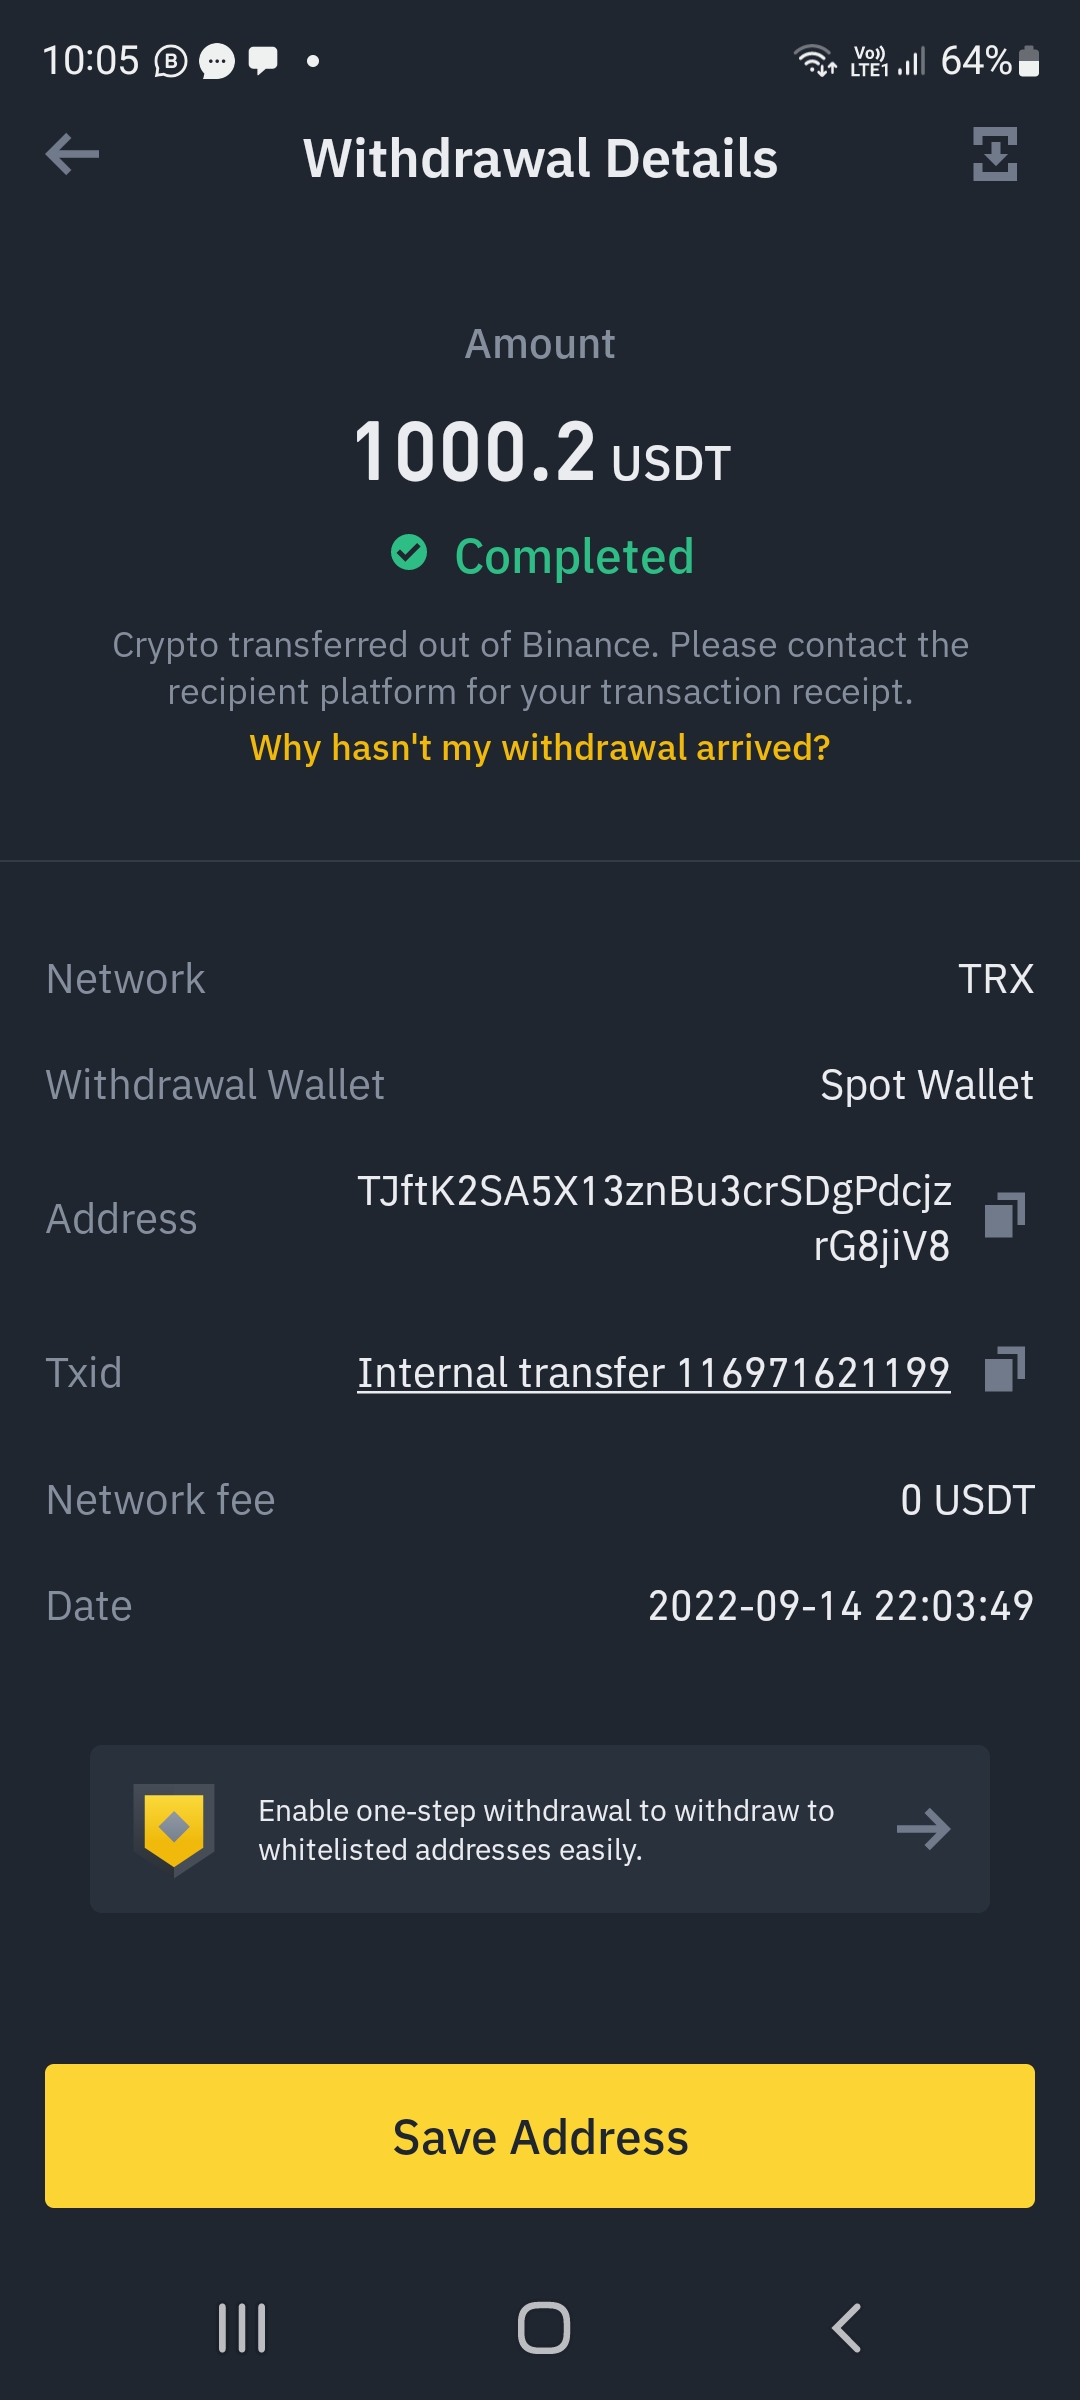 10:05
B
Vo))
LTE1
64%
Withdrawal Details
Amount
1000.2 USDT
Completed
Crypto transferred out of Binance. Please contact the
recipient platform for your transaction receipt.
Why hasn't my withdrawal arrived?
Network TRX
Withdrawal Wallet Spot Wallet
Address TJftK2SA5X13znBu3crSDgPdcjz
rG8jiV8
Txid Internal transfer 116971621199
Network fee 0 USDT
Date 2022-09-14 22:03:49
Enable one-step withdrawal to withdraw to
whitelisted addresses easily.
Save Address